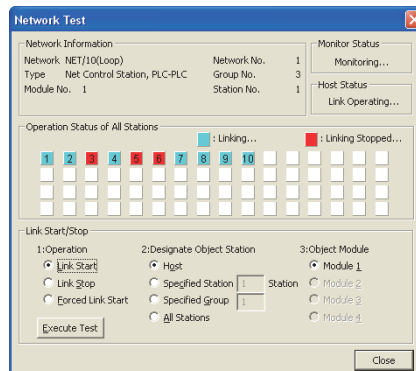 Network Test
Network Information
Network NET/10(Loop) Network No. 1
Type Net Control Station, PLC-PLC Group No. 3
Module No. 1 Station No. 1
Monitor Status
Monitoring...
Host Status
Link Operating...
Operation Status of All Stations
: Linking... : Linking Stopped...
1 2 3 4 5 6 7 8 9 10
Link Start/Stop
1:Operation 2:Designate Object Station 3:Object Module
Link Start Host Module 1
Link Stop Specified Station 1 Station Module 2
Forced Link Start Specified Group 1 Module 3
All Stations Module 4
Execute Test
Close